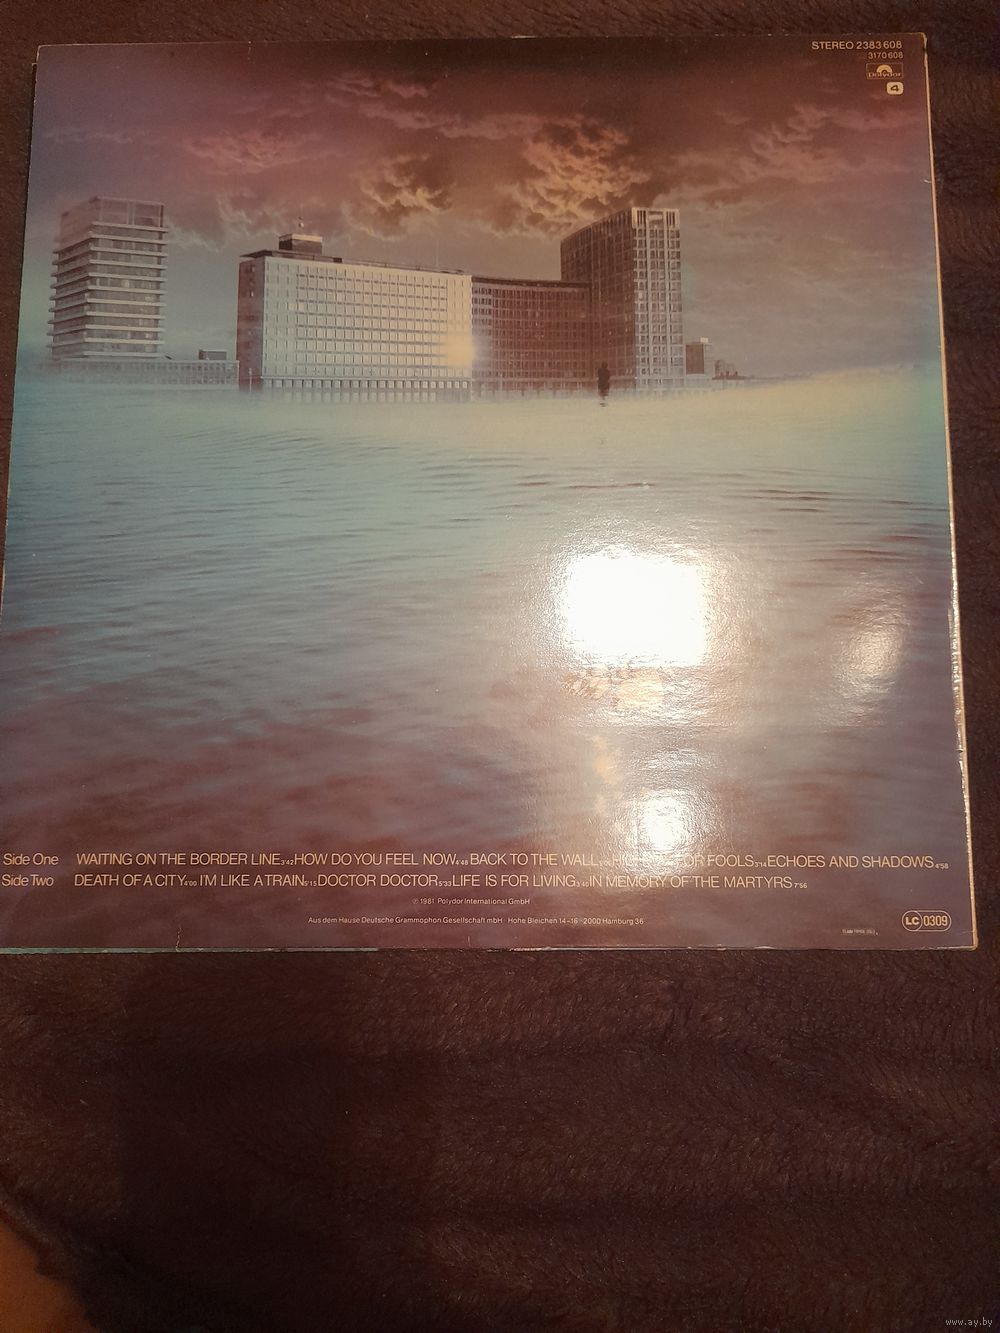 STEREO 2383 608
3170 608
Polydor
4
Side One WAITING ON THE BORDER LINE 3'42 HOW DO YOU FEEL NOW 4'48 BACK TO THE WALL FOR FOOLS 3'14 ECHOES AND SHADOWS 4'58
Side Two DEATH OF A CITY 4'00 I'M LIKE A TRAIN 5'15 DOCTOR DOCTOR 5'33 LIFE IS FOR LIVING IN MEMORY OF THE MARTYRS 7'56
℗ 1981 Polydor International GmbH
Aus dem Hause Deutsche Grammophon Gesellschaft mbH Hohe Bleichen 14-16 2000 Hamburg 36
LC 0309
www.ay.by